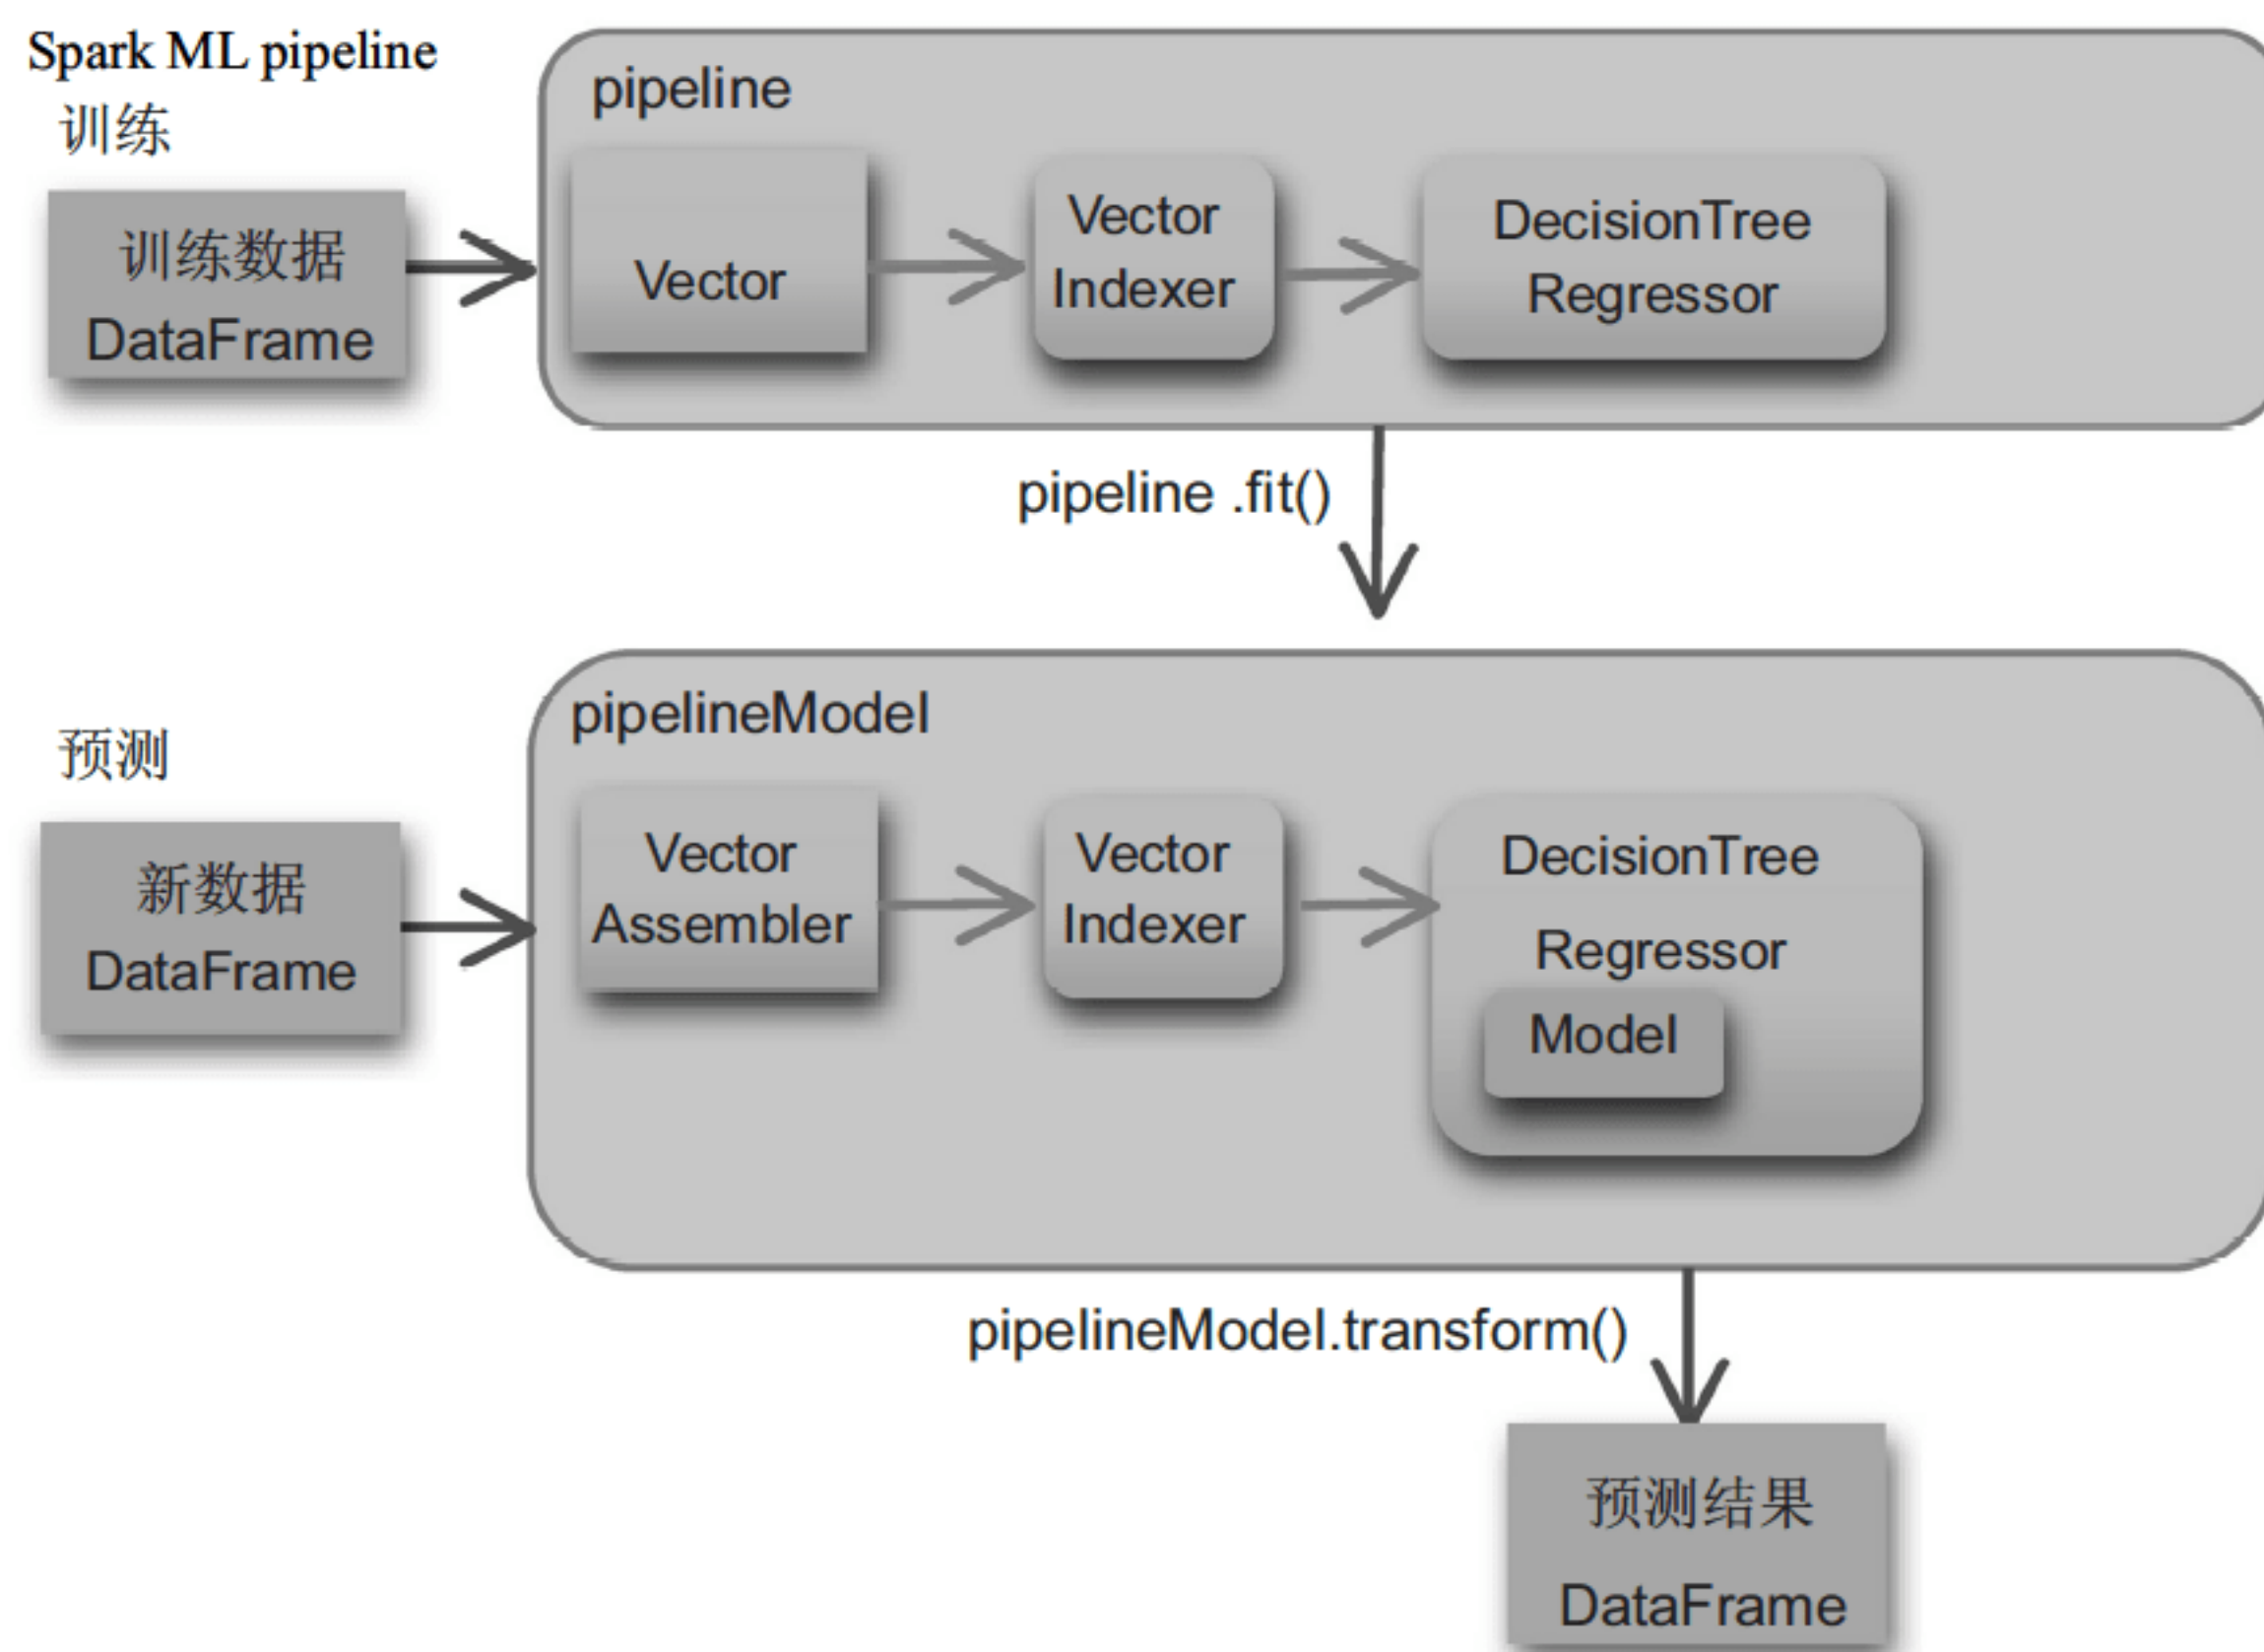 Spark ML pipeline
训练
训练数据
DataFrame
pipeline
Vector
Vector
Indexer
DecisionTree
Regressor
pipeline .fit()
预测
新数据
DataFrame
pipelineModel
Vector
Assembler
Vector
Indexer
DecisionTree
Regressor
Model
pipelineModel.transform()
预测结果
DataFrame